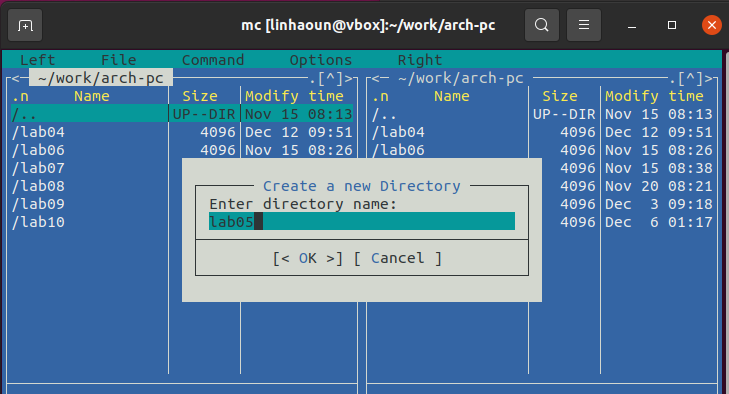 mc [linhaoun@vbox]:~/work/arch-pc
Left File Command Options Right
<- ~/work/arch-pc .[^]> <- ~/work/arch-pc .[^]>
.n Name Size Modify time .n Name Size Modify time
/.. UP--DIR Nov 15 08:13 /.. UP--DIR Nov 15 08:13
/lab04 4096 Dec 12 09:51 /lab04 4096 Dec 12 09:51
/lab06 4096 Nov 15 08:26 /lab06 4096 Nov 15 08:26
/lab07 4096 Nov 15 08:38
/lab08 4096 Nov 20 08:21
/lab09 4096 Dec 3 09:18
/lab10 4096 Dec 6 01:17
Create a new Directory
Enter directory name:
lab05
[< OK >] [ Cancel ]